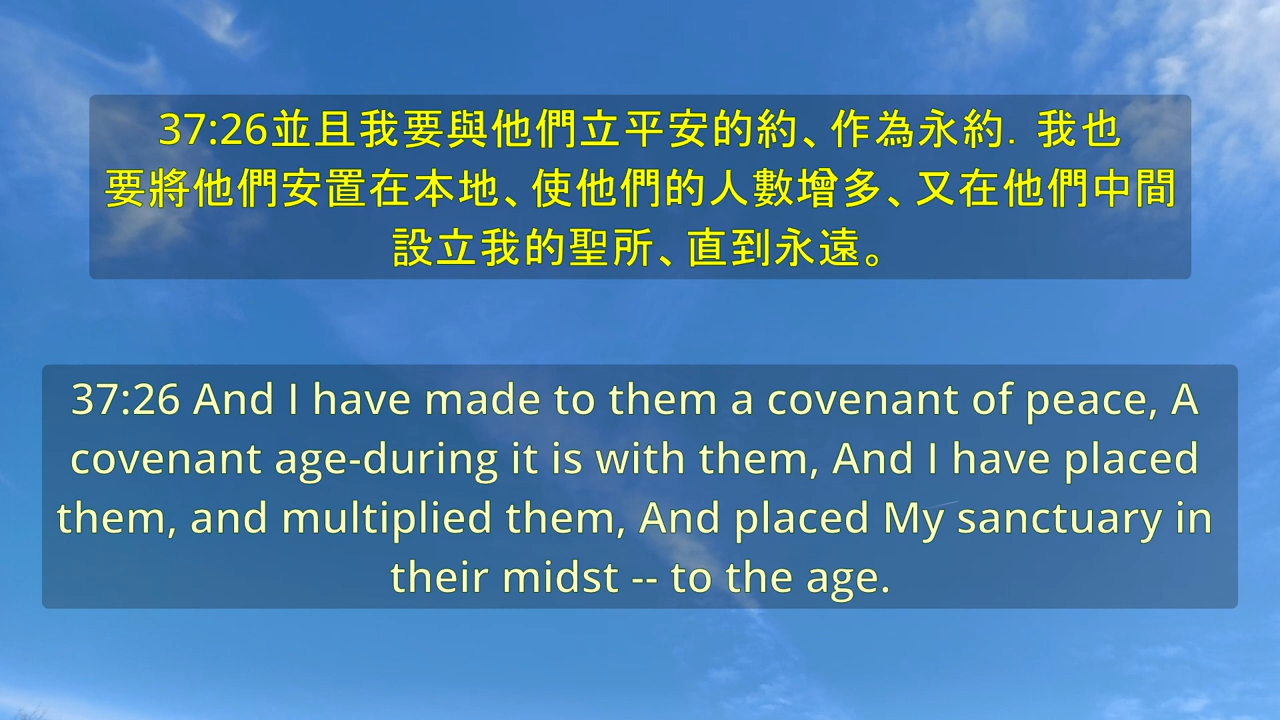 37:26並且我要與他們立平安的約、作為永約．我也
要將他們安置在本地、使他們的人數增多、又在他們中間
設立我的聖所、直到永遠。
37:26 And I have made to them a covenant of peace, A
covenant age-during it is with them, And I have placed
them, and multiplied them, And placed My sanctuary in
their midst -- to the age.